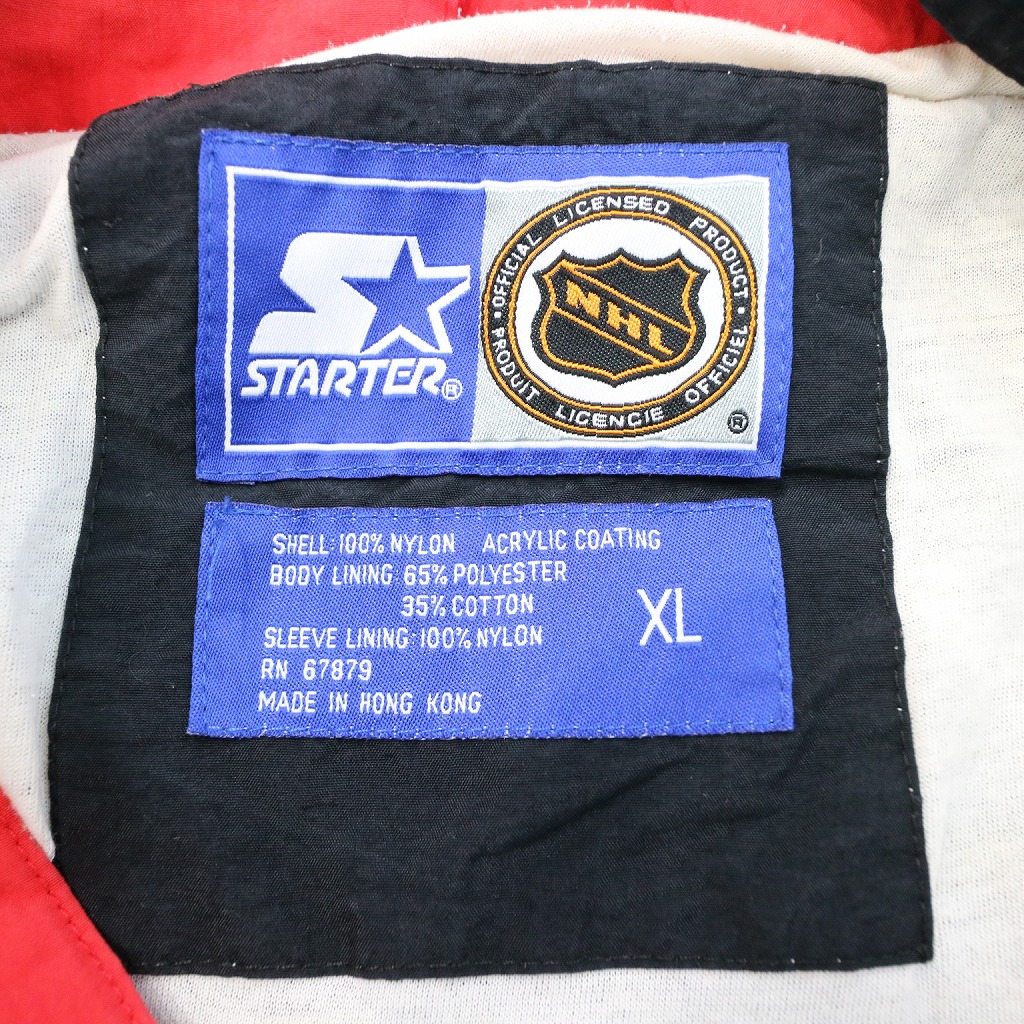 STARTER®
• OFFICIAL LICENSED PRODUCT •
NHL
PRODUIT LICENCIE OFFICIEL
®
SHELL: 100% NYLON ACRYLIC COATING
BODY LINING: 65% POLYESTER
35% COTTON
XL
SLEEVE LINING: 100% NYLON
RN 67879
MADE IN HONG KONG